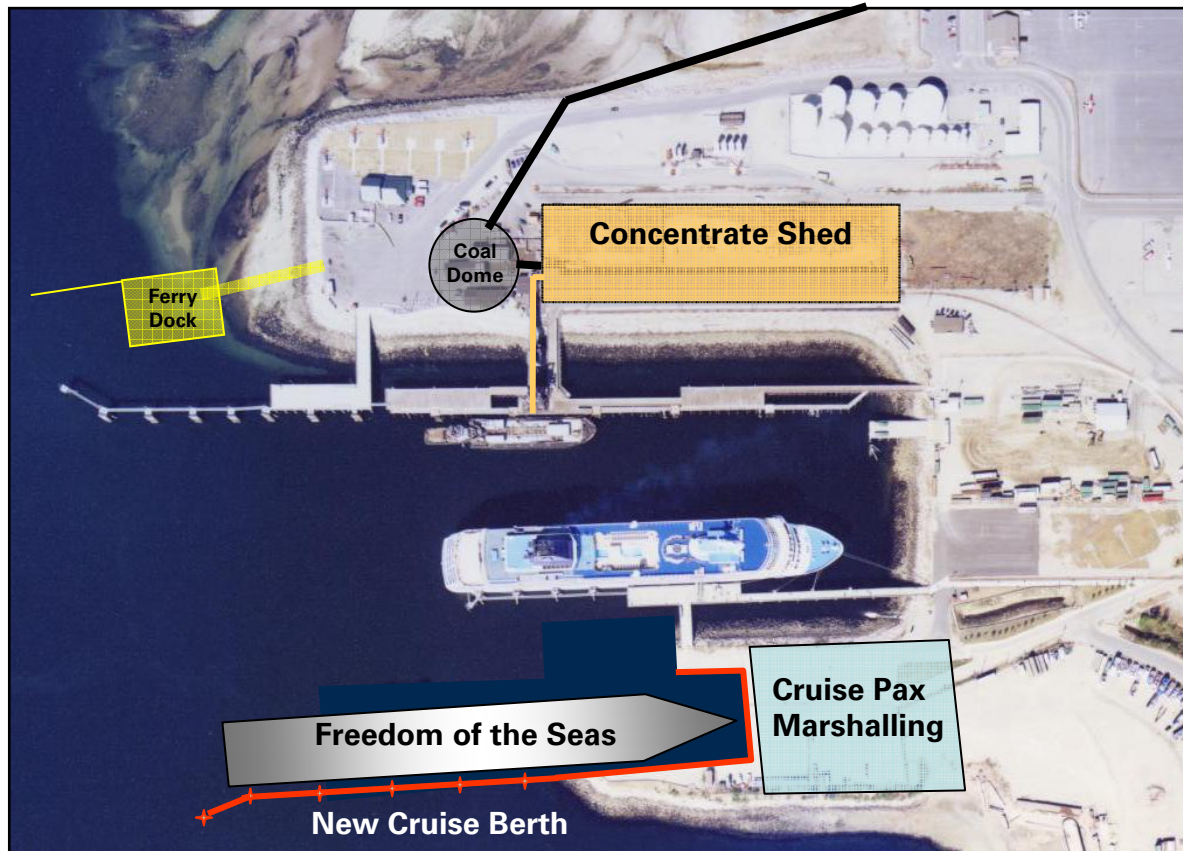 Concentrate Shed
Coal
Dome
Ferry
Dock
Cruise Pax
Marshalling
Freedom of the Seas
New Cruise Berth